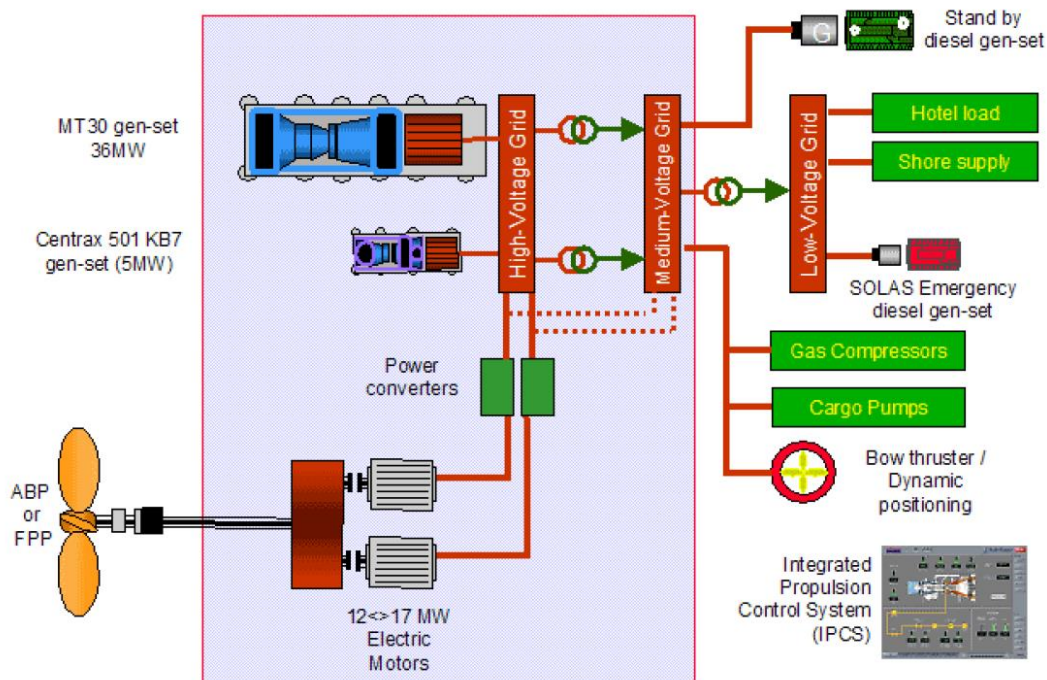 Stand by
diesel gen-set
G
MT30 gen-set
36MW
High-Voltage Grid
Medium-Voltage Grid
Low-Voltage Grid
Hotel load
Shore supply
Centrax 501 KB7
gen-set (5MW)
SOLAS Emergency
diesel gen-set
Power
converters
Gas Compressors
Cargo Pumps
Bow thruster /
Dynamic
positioning
ABP
or
FPP
12<>17 MW
Electric
Motors
Integrated
Propulsion
Control System
(IPCS)